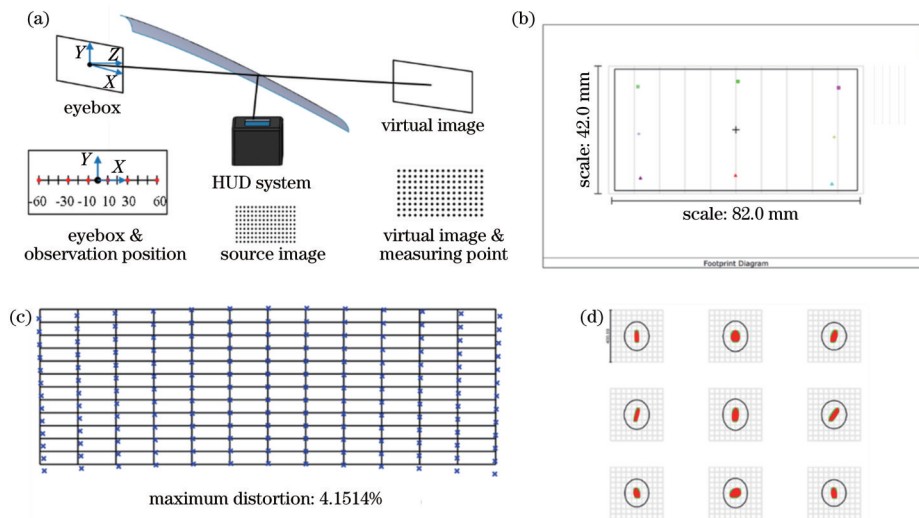 (a)
Y
Z
X
eyebox
virtual image
HUD system
Y
X
-60 -30 -10 10 30 60
eyebox &
observation position
source image
virtual image &
measuring point
(b)
scale: 42.0 mm
scale: 82.0 mm
Footprint Diagram
(c)
maximum distortion: 4.1514%
(d)